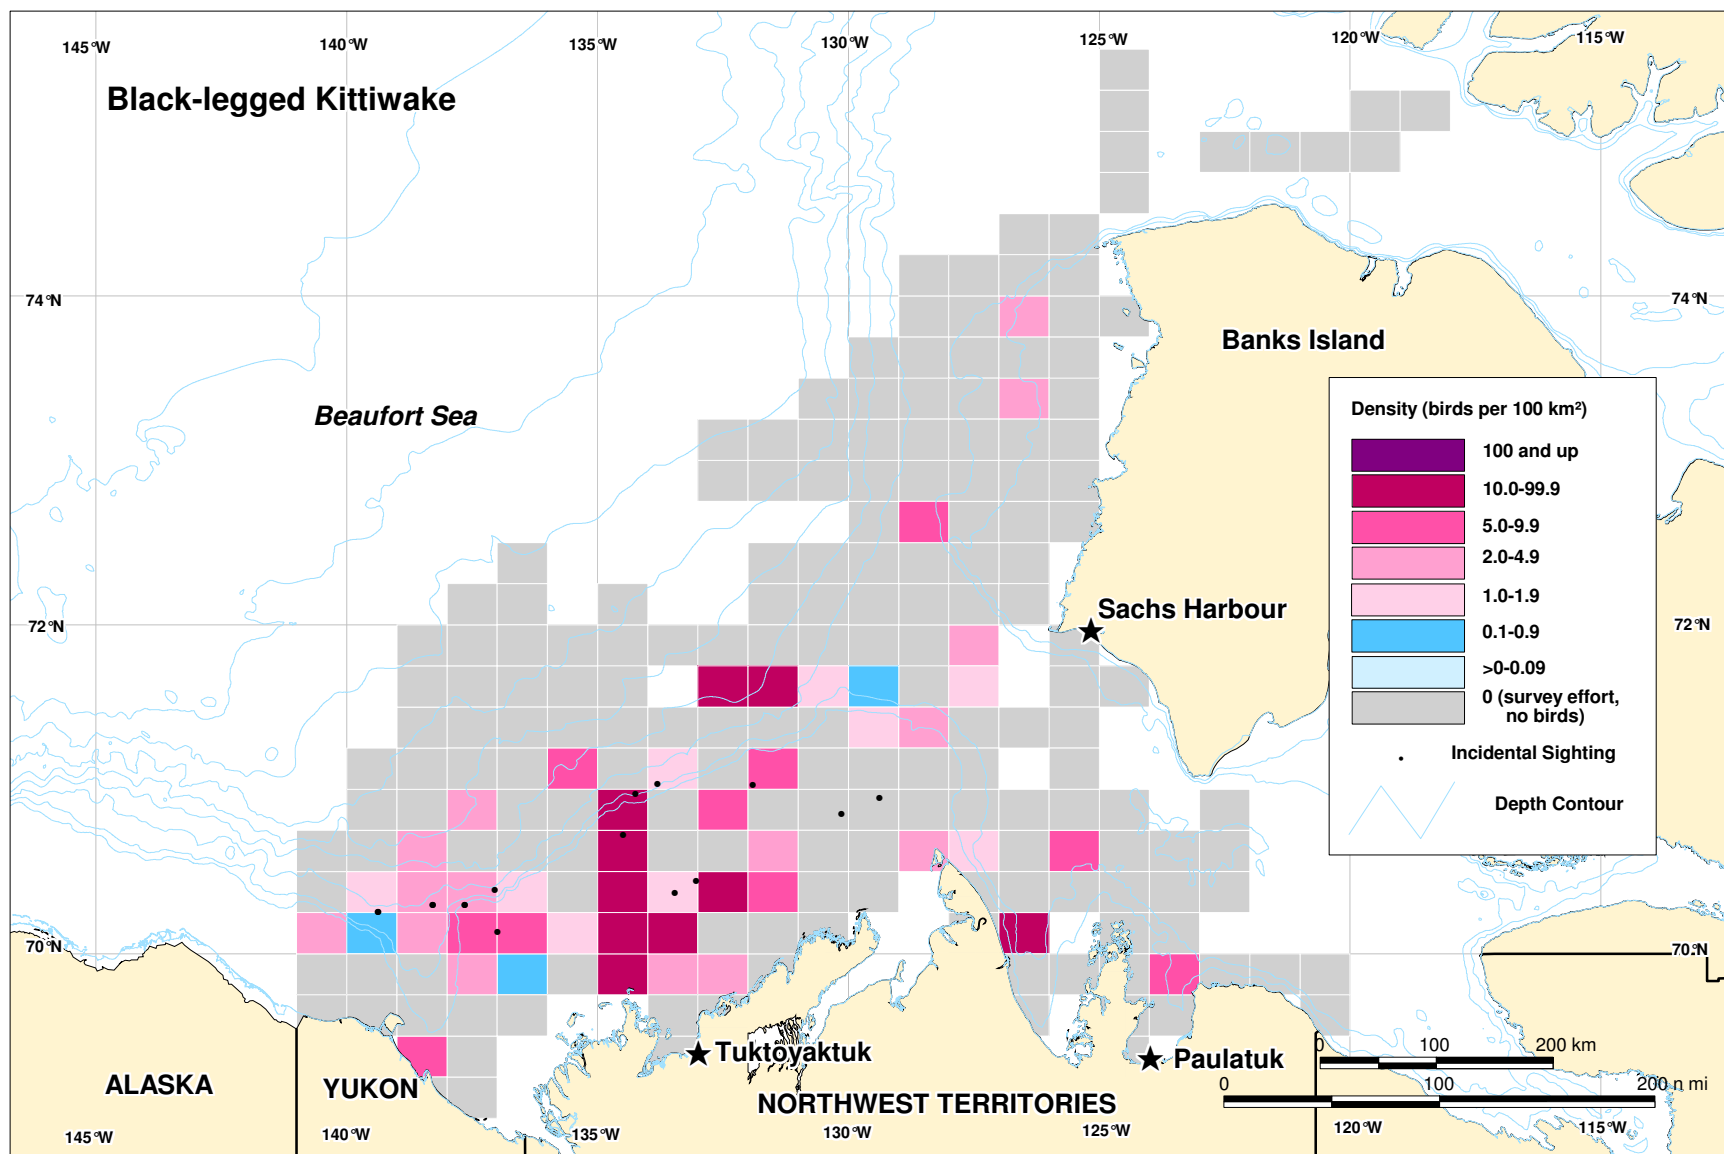 145°W 140°W 135°W 130°W 125°W 120°W 115°W
Black-legged Kittiwake
74°N 74°N
Banks Island
Beaufort Sea
Density (birds per 100 km²)
100 and up
10.0-99.9
5.0-9.9
2.0-4.9
1.0-1.9
0.1-0.9
>0-0.09
0 (survey effort,
no birds)
Incidental Sighting
Depth Contour
Sachs Harbour
72°N 72°N
70°N 70°N
Tuktoyaktuk
Paulatuk
0 100 200 km
0 100 200 n mi
ALASKA
YUKON
NORTHWEST TERRITORIES
145°W 140°W 135°W 130°W 125°W 120°W 115°W